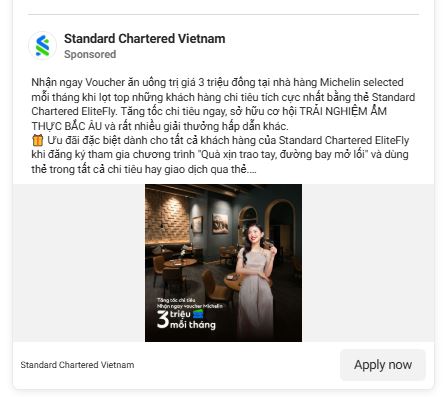 Standard Chartered Vietnam
Sponsored
Nhận ngay Voucher ăn uống trị giá 3 triệu đồng tại nhà hàng Michelin selected
mỗi tháng khi lọt top những khách hàng chi tiêu tích cực nhất bằng thẻ Standard
Chartered EliteFly. Tăng tốc chi tiêu ngay, sở hữu cơ hội TRẢI NGHIỆM ẨM
THỰC BẮC ÂU và rất nhiều giải thưởng hấp dẫn khác.
🎁 Ưu đãi đặc biệt dành cho tất cả khách hàng của Standard Chartered EliteFly
khi đăng ký tham gia chương trình "Quà xịn trao tay, đường bay mở lối" và dùng
thẻ trong tất cả chi tiêu hay giao dịch qua thẻ....
Tăng tốc chi tiêu
Nhận ngay voucher Michelin
3 triệu
mỗi tháng
Standard Chartered Vietnam
Apply now